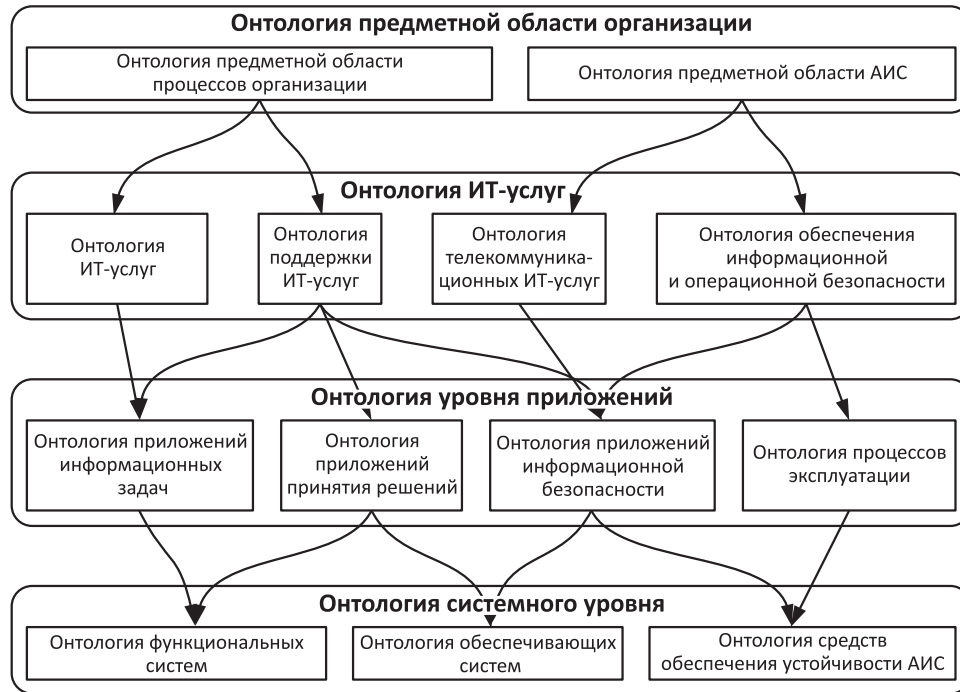 Онтология предметной области организации
Онтология предметной области
процессов организации
Онтология предметной области АИС
Онтология ИТ-услуг
Онтология
ИТ-услуг
Онтология
поддержки
ИТ-услуг
Онтология
телекоммуника-
ционных ИТ-услуг
Онтология обеспечения
информационной
и операционной безопасности
Онтология уровня приложений
Онтология приложений
информационных
задач
Онтология
приложений
принятия решений
Онтология приложений
информационной
безопасности
Онтология процессов
эксплуатации
Онтология системного уровня
Онтология функциональных
систем
Онтология обеспечивающих
систем
Онтология средств
обеспечения устойчивости АИС